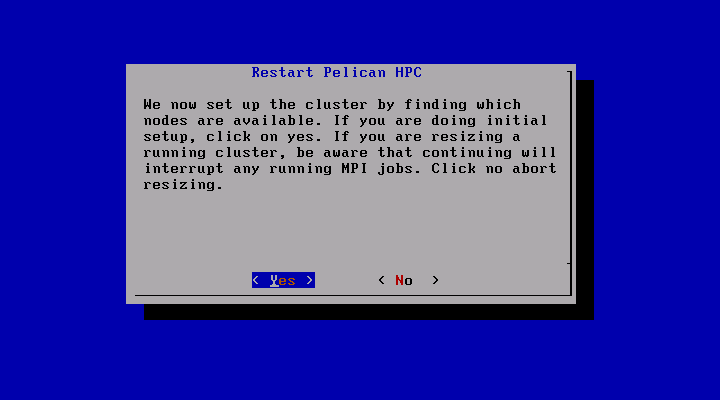 Restart Pelican HPC
We now set up the cluster by finding which
nodes are available. If you are doing initial
setup, click on yes. If you are resizing a
running cluster, be aware that continuing will
interrupt any running MPI jobs. Click no abort
resizing.
< Yes > < No >